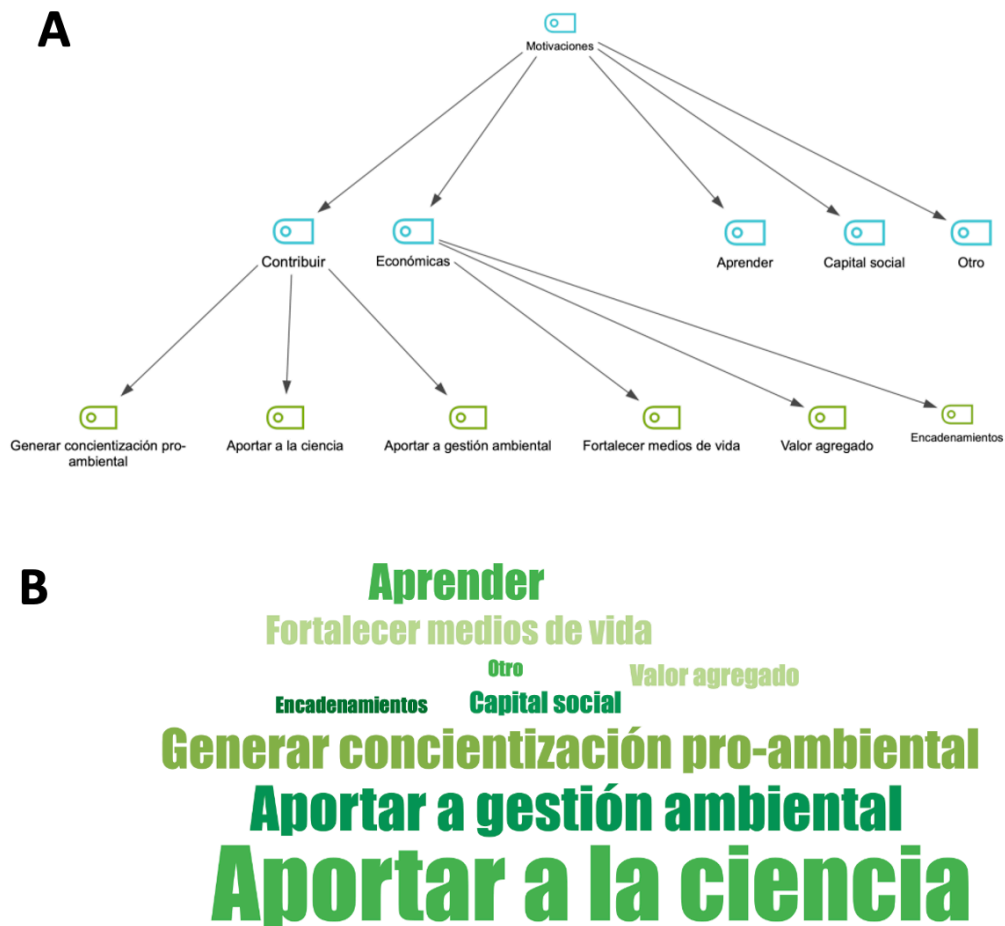 A
Motivaciones
Contribuir
Económicas
Aprender
Capital social
Otro
Generar concientización pro-
ambiental
Aportar a la ciencia
Aportar a gestión ambiental
Fortalecer medios de vida
Valor agregado
Encadenamientos
B
Aprender
Fortalecer medios de vida
Otro
Valor agregado
Encadenamientos
Capital social
Generar concientización pro-ambiental
Aportar a gestión ambiental
Aportar a la ciencia